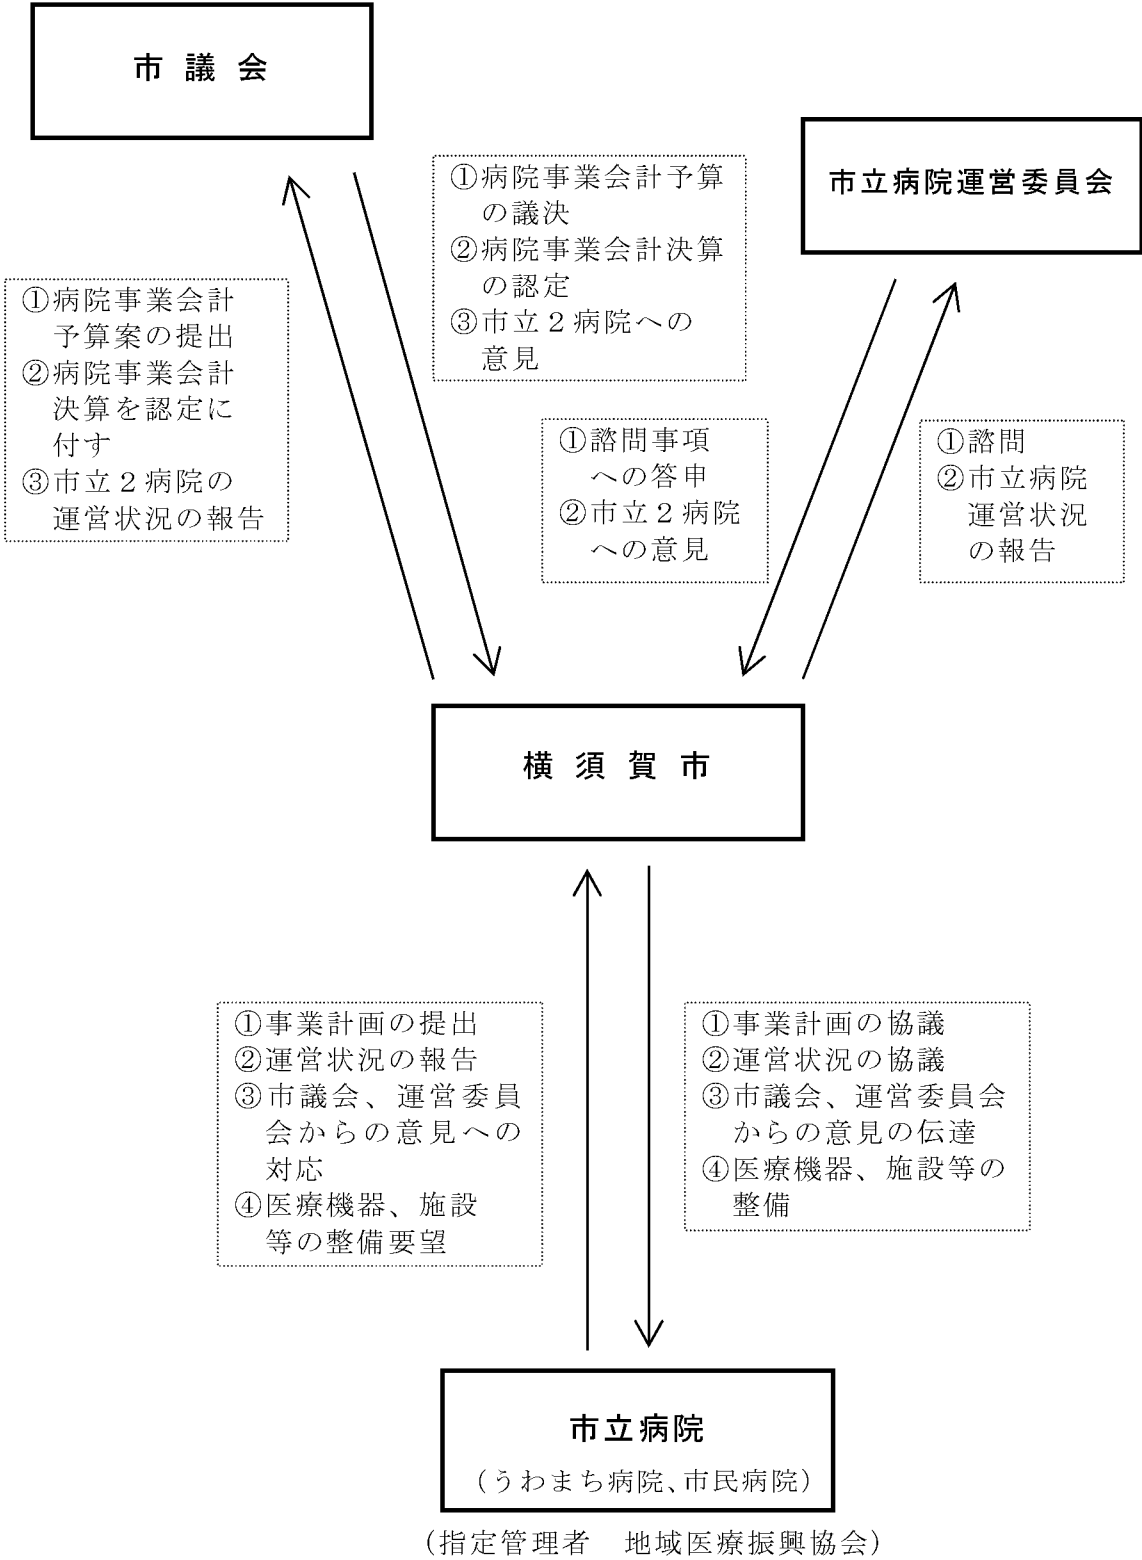 市議会
市立病院運営委員会
①病院事業会計予算
の議決
②病院事業会計決算
の認定
③市立２病院への
意見
①病院事業会計
予算案の提出
②病院事業会計
決算を認定に
付す
③市立２病院の
運営状況の報告
①諮問事項
への答申
②市立２病院
への意見
①諮問
②市立病院
運営状況
の報告
横須賀市
①事業計画の提出
②運営状況の報告
③市議会、運営委員
会からの意見への
対応
④医療機器、施設
等の整備要望
①事業計画の協議
②運営状況の協議
③市議会、運営委員会
からの意見の伝達
④医療機器、施設等の
整備
市立病院
（うわまち病院、市民病院）
（指定管理者　地域医療振興協会）